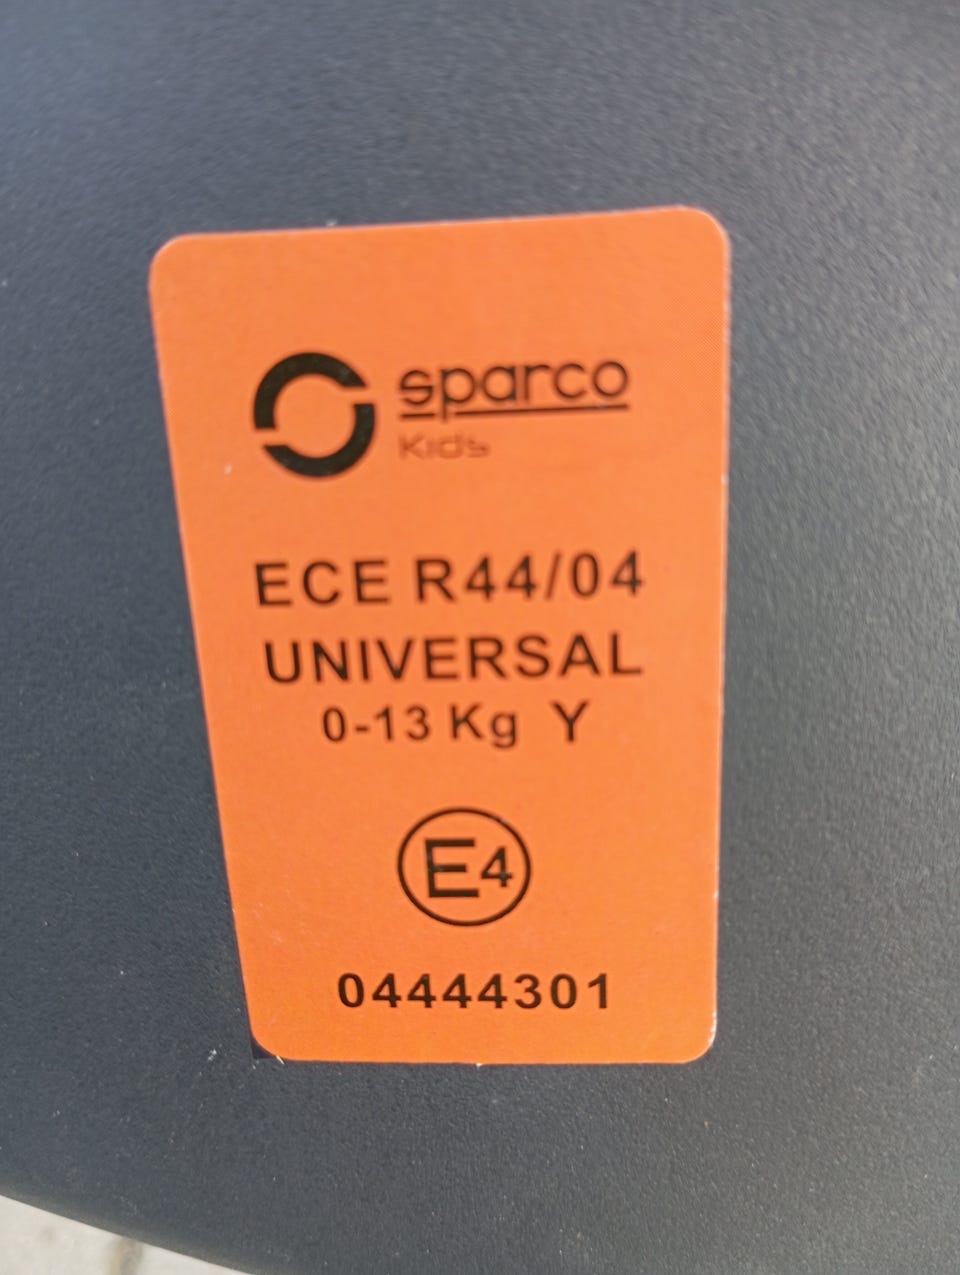 sparco
Kids
ECE R44/04
UNIVERSAL
0-13 Kg Y
E4
04444301